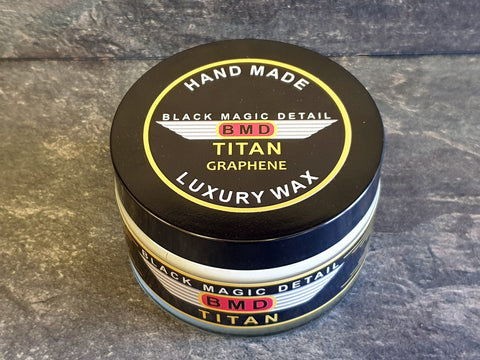 HAND MADE
BLACK MAGIC DETAIL
BMD
TITAN
GRAPHENE
LUXURY WAX
BLACK MAGIC DETAIL
BMD
TITAN